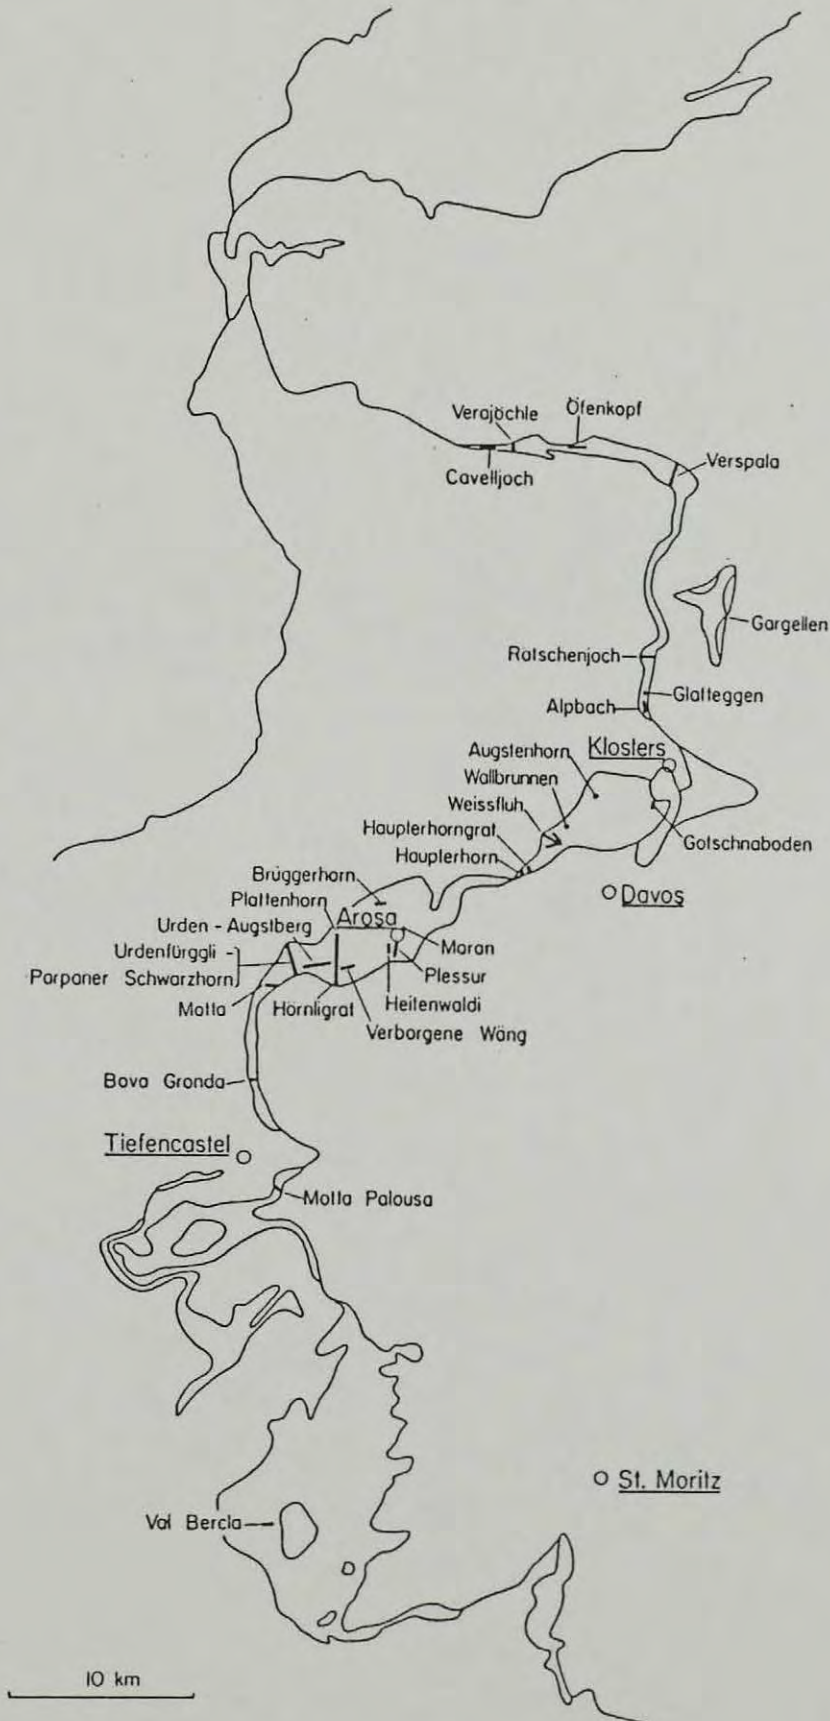 Verajöchle
Öfenkopf
Cavelljoch
Verspala
Gargellen
Ratschenjoch
Glatteggen
Alpbach
Augstenhorn
Klosters
Wallbrunnen
Weissfluh
Hauplerhorngrat
Hauplerhorn
Gotschnaboden
Davos
Brüggerhorn
Plattenhorn
Arosa
Urden - Augstberg
Urdenfürggli -
Parpaner Schwarzhorn
Maran
Plessur
Motta
Hörnligrat
Heitenwaldi
Verborgene Wäng
Bova Gronda
Tiefencastel
Motta Palousa
St. Moritz
Val Bercla
10 km